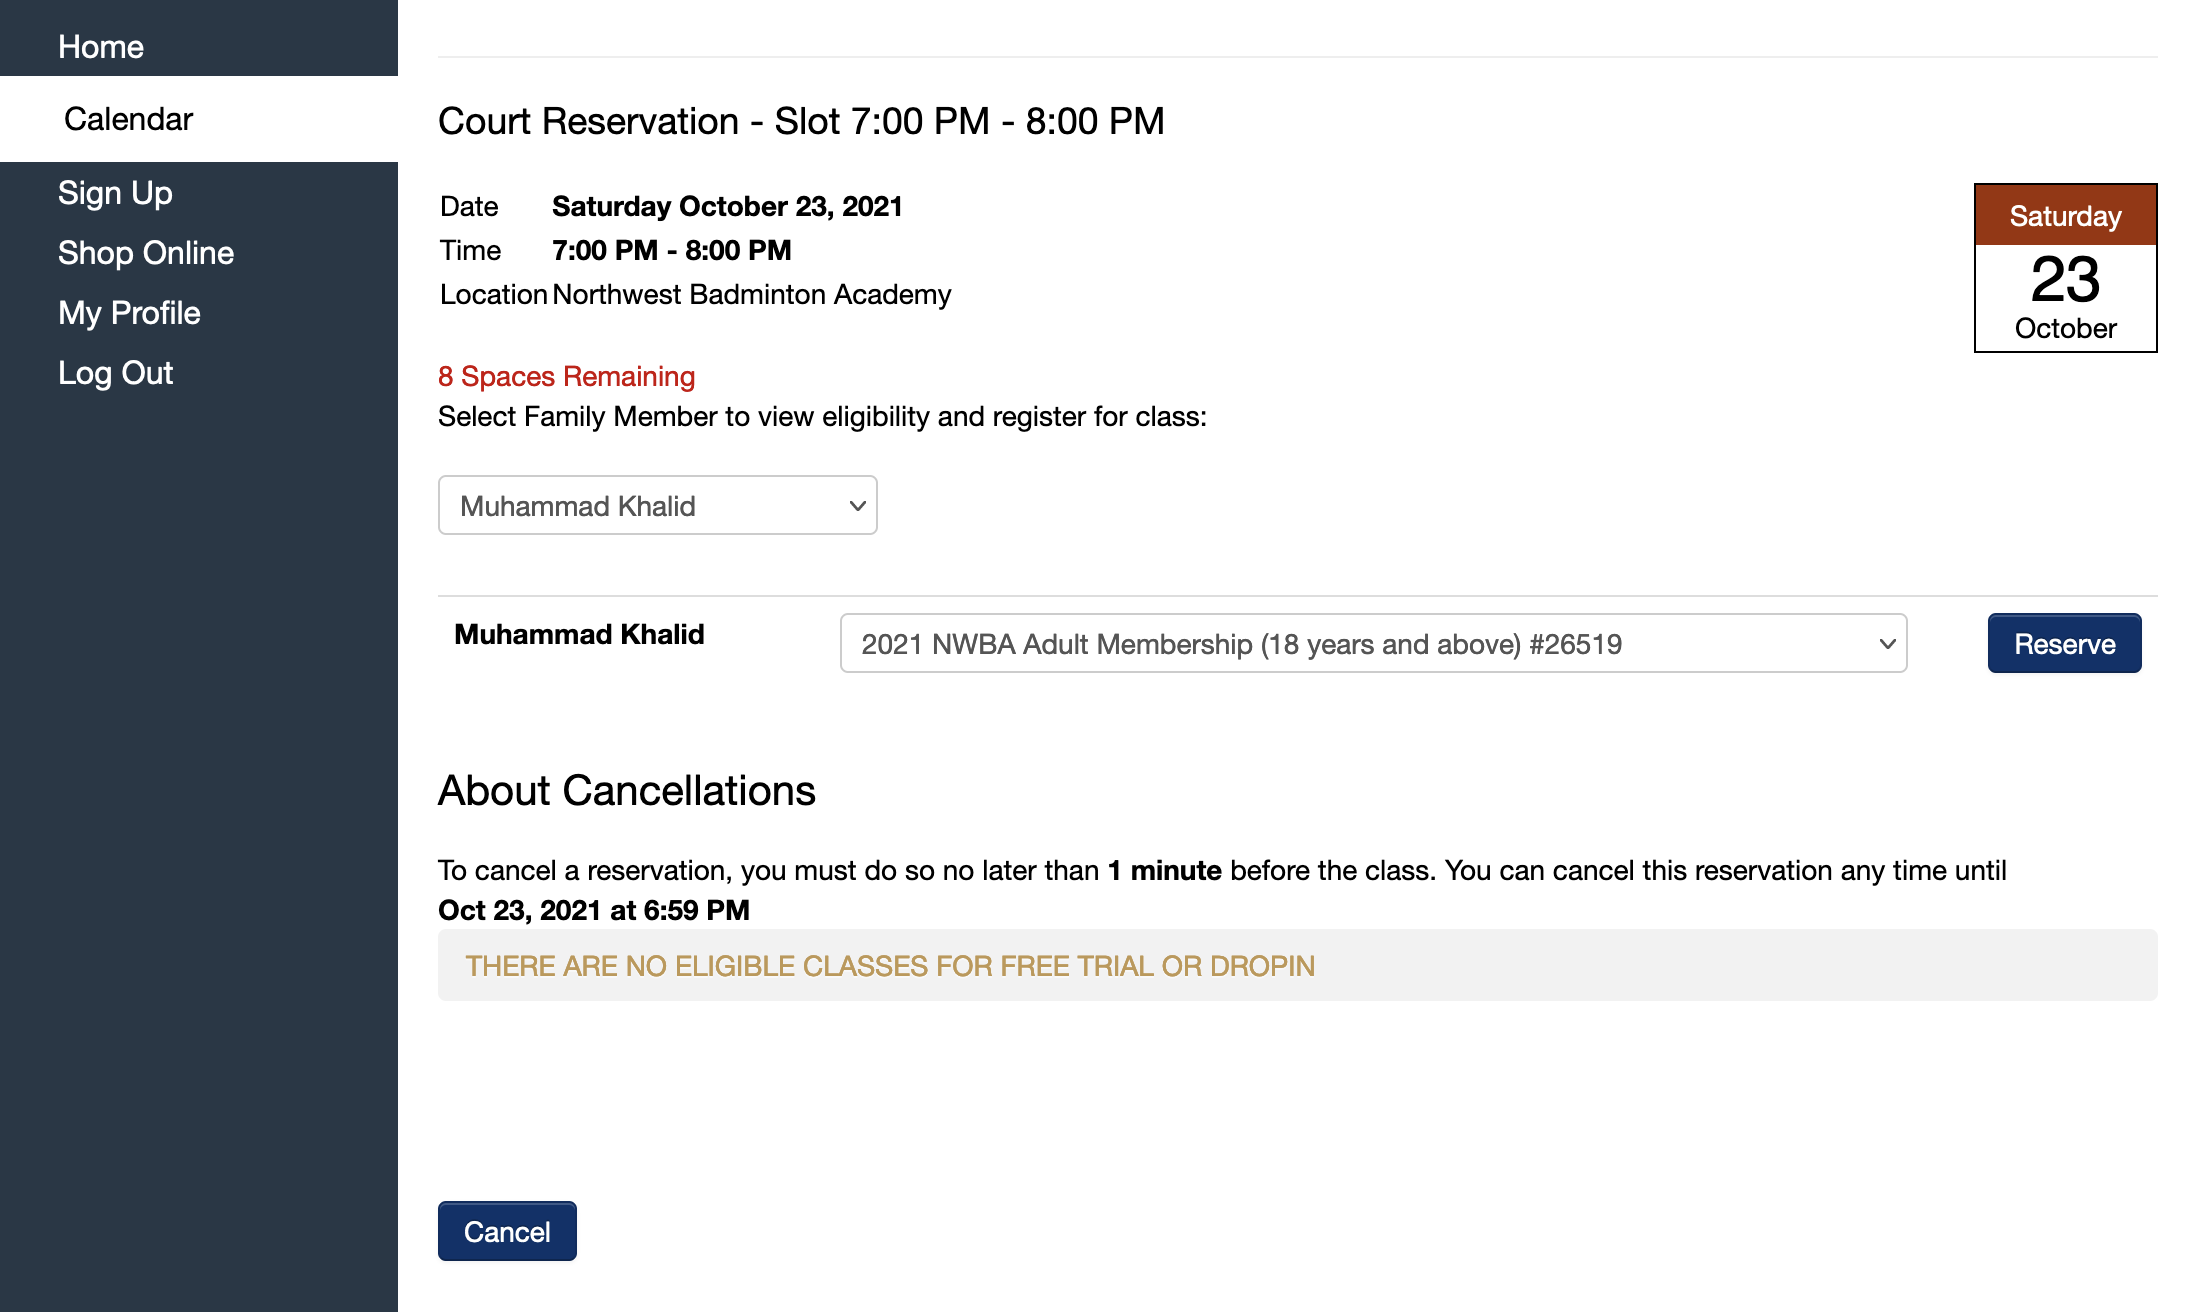 Home
Calendar
Sign Up
Shop Online
My Profile
Log Out
Court Reservation - Slot 7:00 PM - 8:00 PM
Date Saturday October 23, 2021
Time 7:00 PM - 8:00 PM
Location Northwest Badminton Academy
Saturday
23
October
8 Spaces Remaining
Select Family Member to view eligibility and register for class:
Muhammad Khalid
Muhammad Khalid 2021 NWBA Adult Membership (18 years and above) #26519 Reserve
About Cancellations
To cancel a reservation, you must do so no later than 1 minute before the class. You can cancel this reservation any time until
Oct 23, 2021 at 6:59 PM
THERE ARE NO ELIGIBLE CLASSES FOR FREE TRIAL OR DROPIN
Cancel